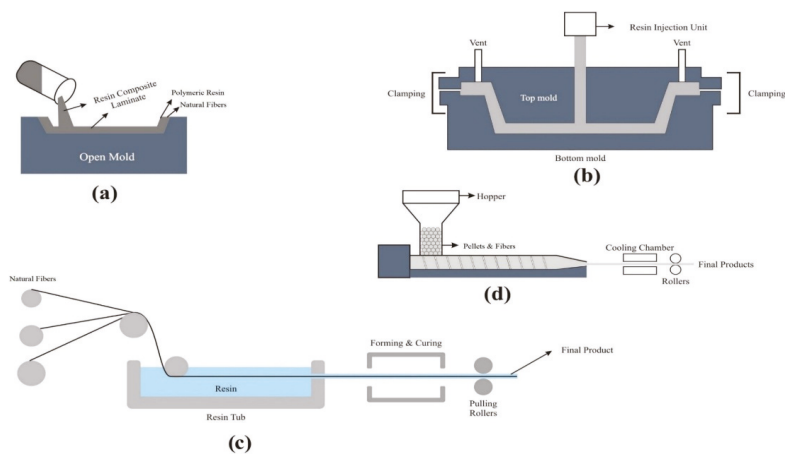 (a)
Resin Composite
Laminate
Polymeric Resin
Natural Fibers
Open Mold
Resin Injection Unit
Vent
Vent
Clamping
Clamping
Top mold
Bottom mold
(b)
Hopper
Pellets & Fibers
Cooling Chamber
Final Products
Rollers
(d)
Natural Fibers
Forming & Curing
Final Product
Resin
Pulling
Rollers
Resin Tub
(c)